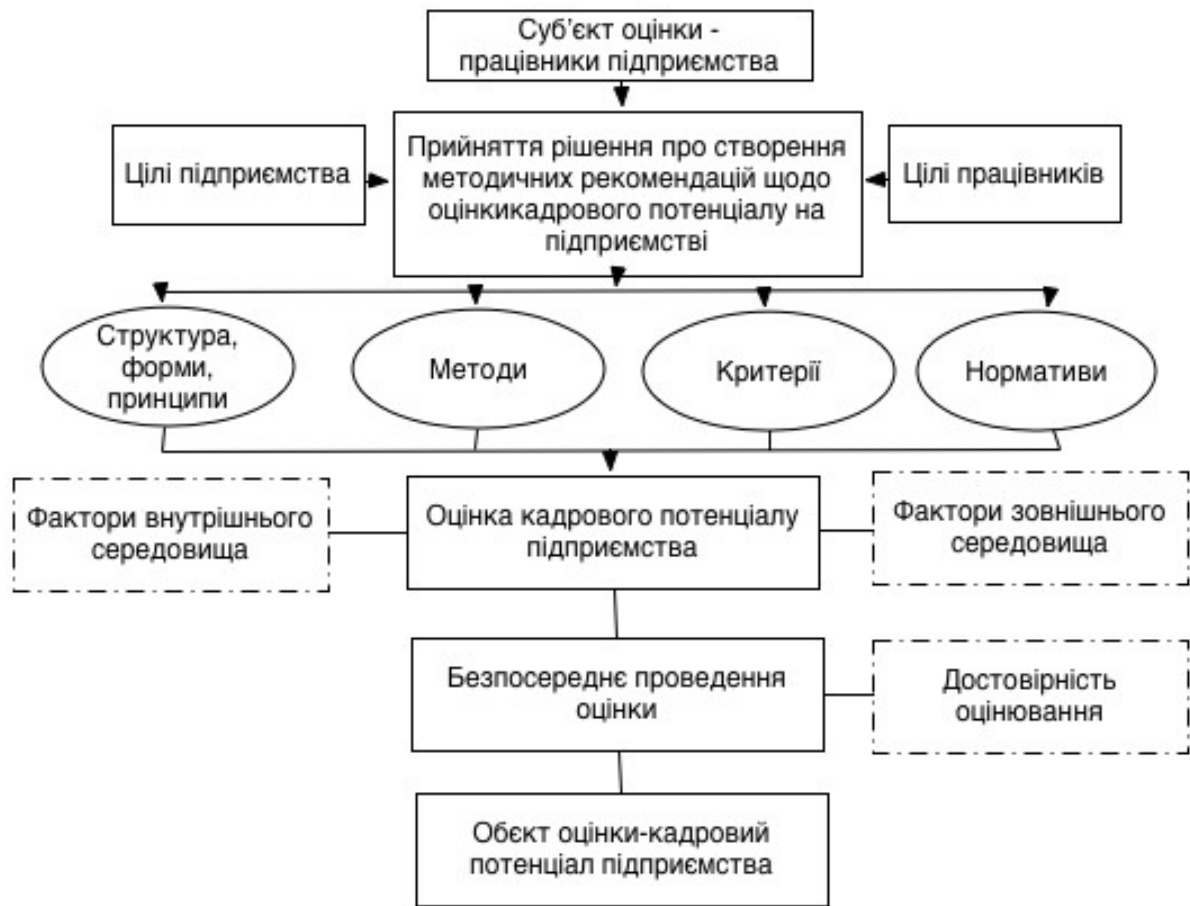 Суб’єкт оцінки -
працівники підприємства
Цілі підприємства
Прийняття рішення про створення
методичних рекомендацій щодо
оцінкикадрового потенціалу на
підприємстві
Цілі працівників
Структура,
форми,
принципи
Методи
Критерії
Нормативи
Фактори внутрішнього
середовища
Оцінка кадрового потенціалу
підприємства
Фактори зовнішнього
середовища
Безпосереднє проведення
оцінки
Достовірність
оцінювання
Обєкт оцінки-кадровий
потенціал підприємства